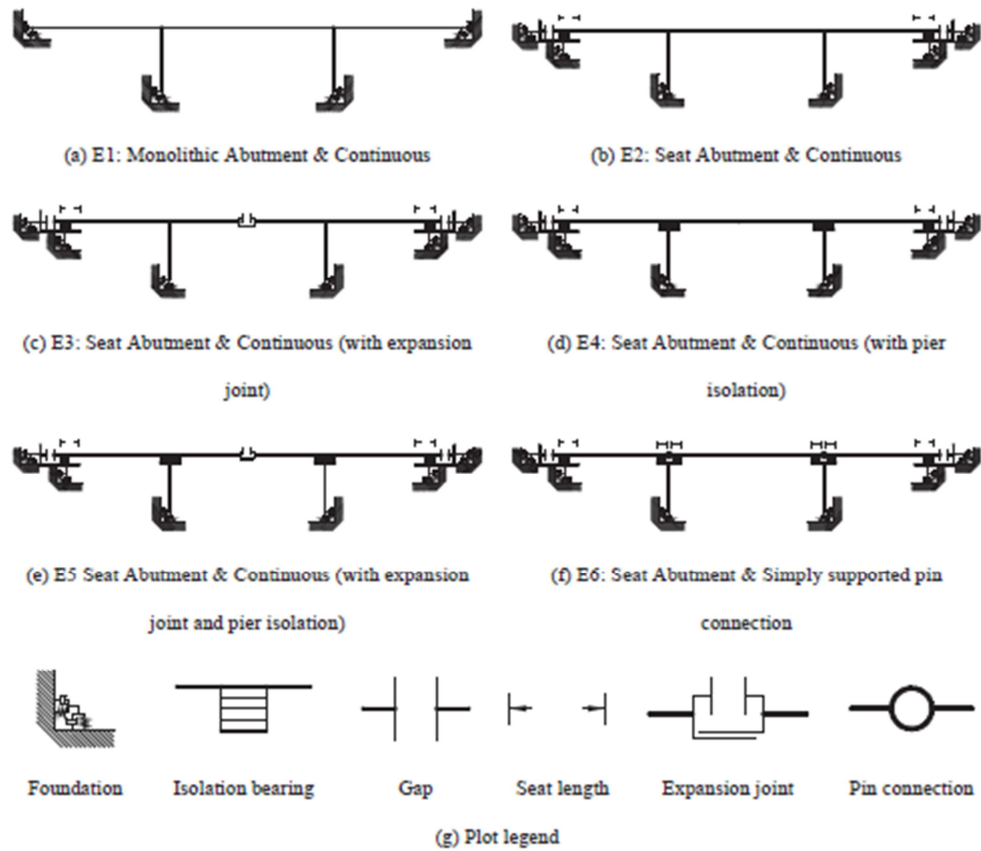 (a) E1: Monolithic Abutment & Continuous
(b) E2: Seat Abutment & Continuous
(c) E3: Seat Abutment & Continuous (with expansion
joint)
(d) E4: Seat Abutment & Continuous (with pier
isolation)
(e) E5 Seat Abutment & Continuous (with expansion
joint and pier isolation)
(f) E6: Seat Abutment & Simply supported pin
connection
Foundation
Isolation bearing
Gap
Seat length
Expansion joint
Pin connection
(g) Plot legend